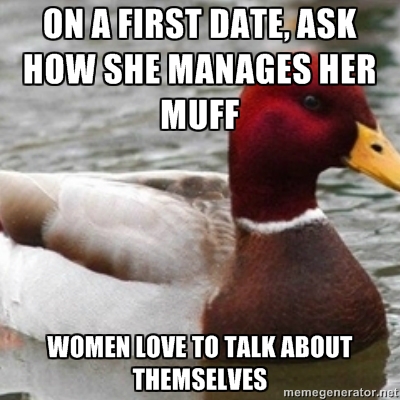 ON A FIRST DATE, ASK
HOW SHE MANAGES HER
MUFF
WOMEN LOVE TO TALK ABOUT
THEMSELVES
memegenerator.net